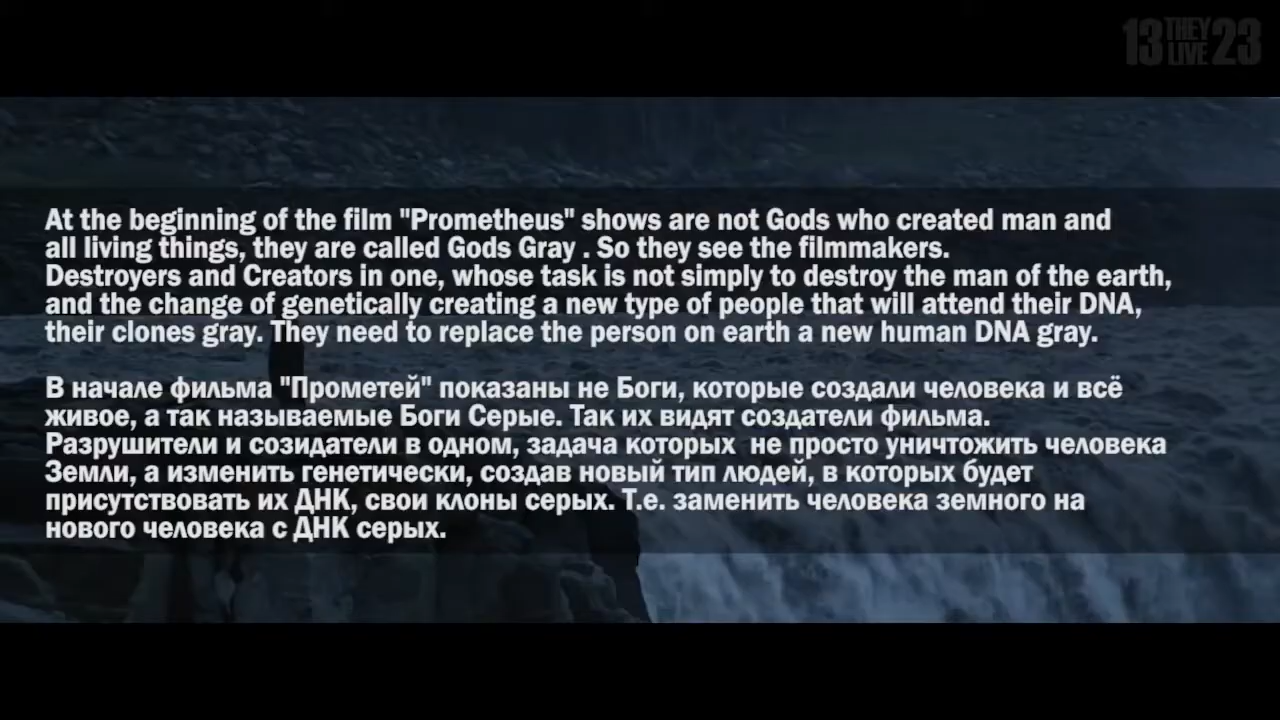 13 THEY LIVE 23
At the beginning of the film "Prometheus" shows are not Gods who created man and
all living things, they are called Gods Gray . So they see the filmmakers.
Destroyers and Creators in one, whose task is not simply to destroy the man of the earth,
and the change of genetically creating a new type of people that will attend their DNA,
their clones gray. They need to replace the person on earth a new human DNA gray.
В начале фильма "Прометей" показаны не Боги, которые создали человека и всё
живое, а так называемые Боги Серые. Так их видят создатели фильма.
Разрушители и созидатели в одном, задача которых  не просто уничтожить человека
Земли, а изменить генетически, создав новый тип людей, в которых будет
присутствовать их ДНК, свои клоны серых. Т.е. заменить человека земного на
нового человека с ДНК серых.